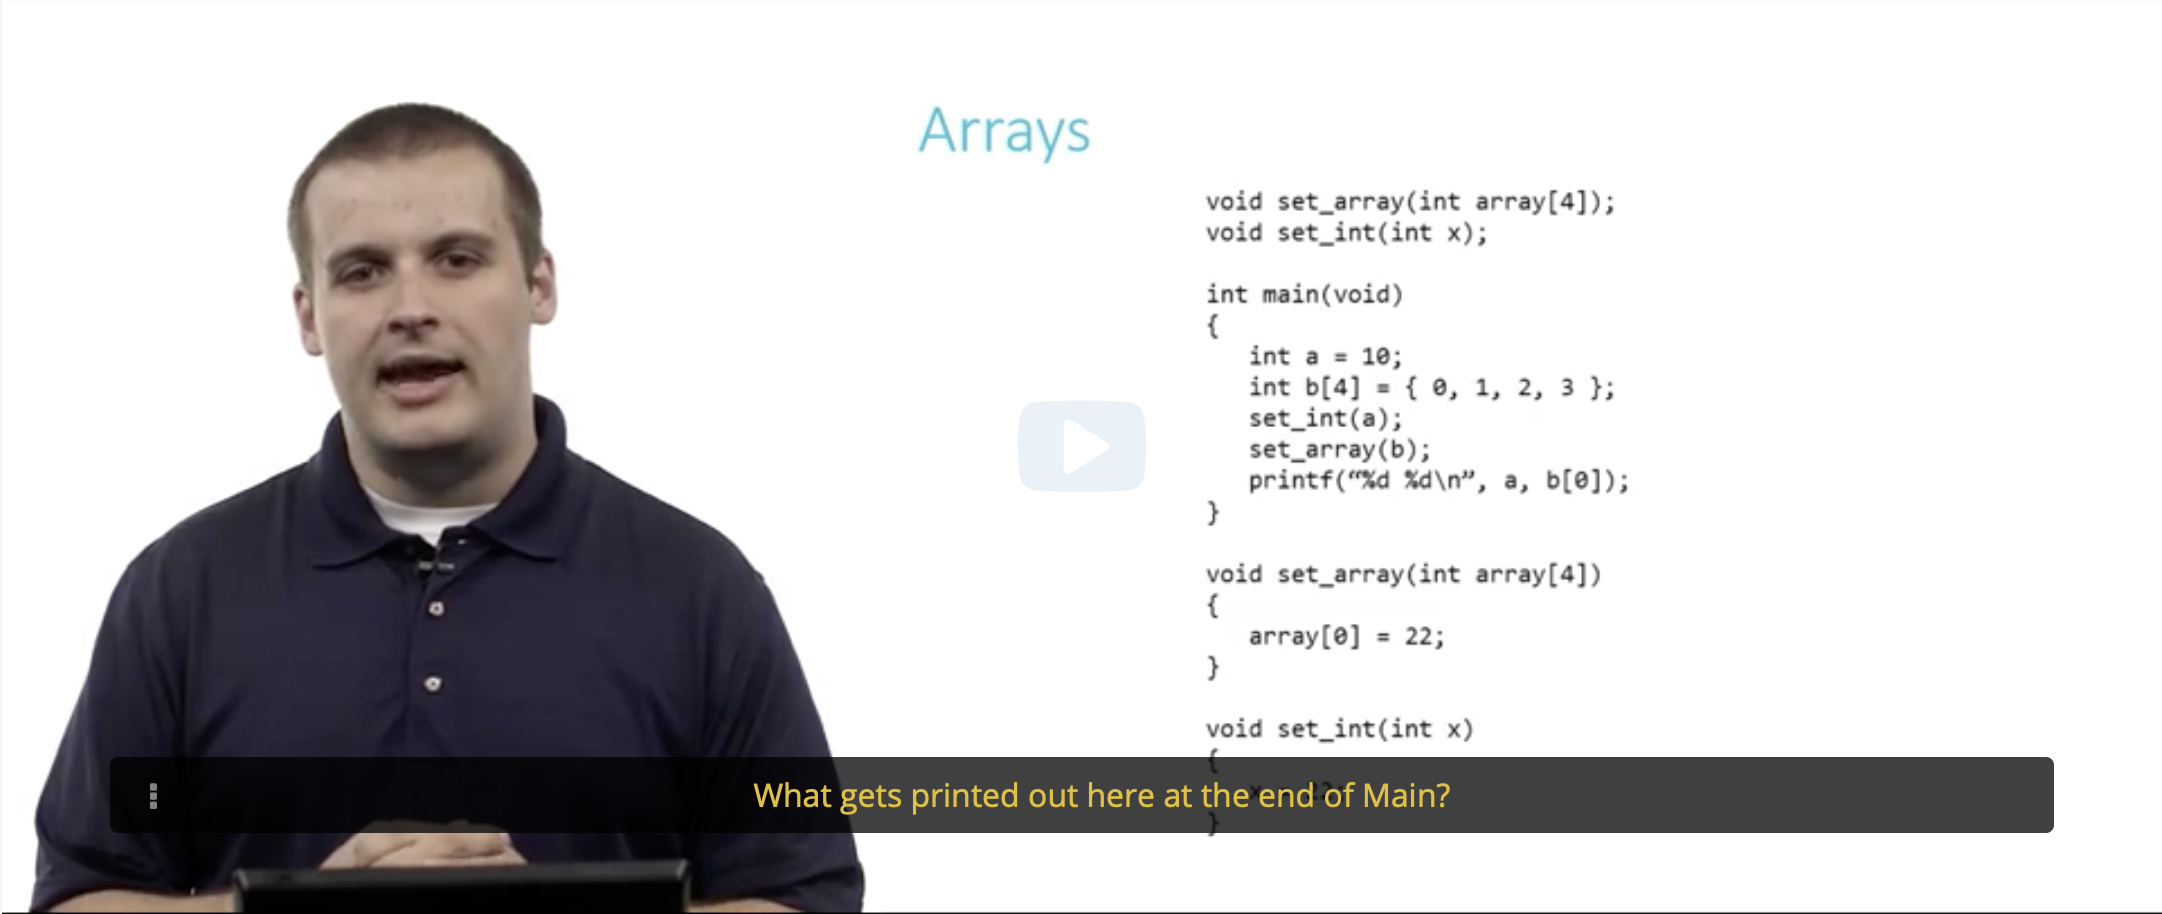 Arrays
void set_array(int array[4]);
void set_int(int x);
int main(void)
{
int a = 10;
int b[4] = { 0, 1, 2, 3 };
set_int(a);
set_array(b);
printf(“%d %d\n”, a, b[0]);
}
void set_array(int array[4])
{
array[0] = 22;
}
void set_int(int x)
{
What gets printed out here at the end of Main?
}